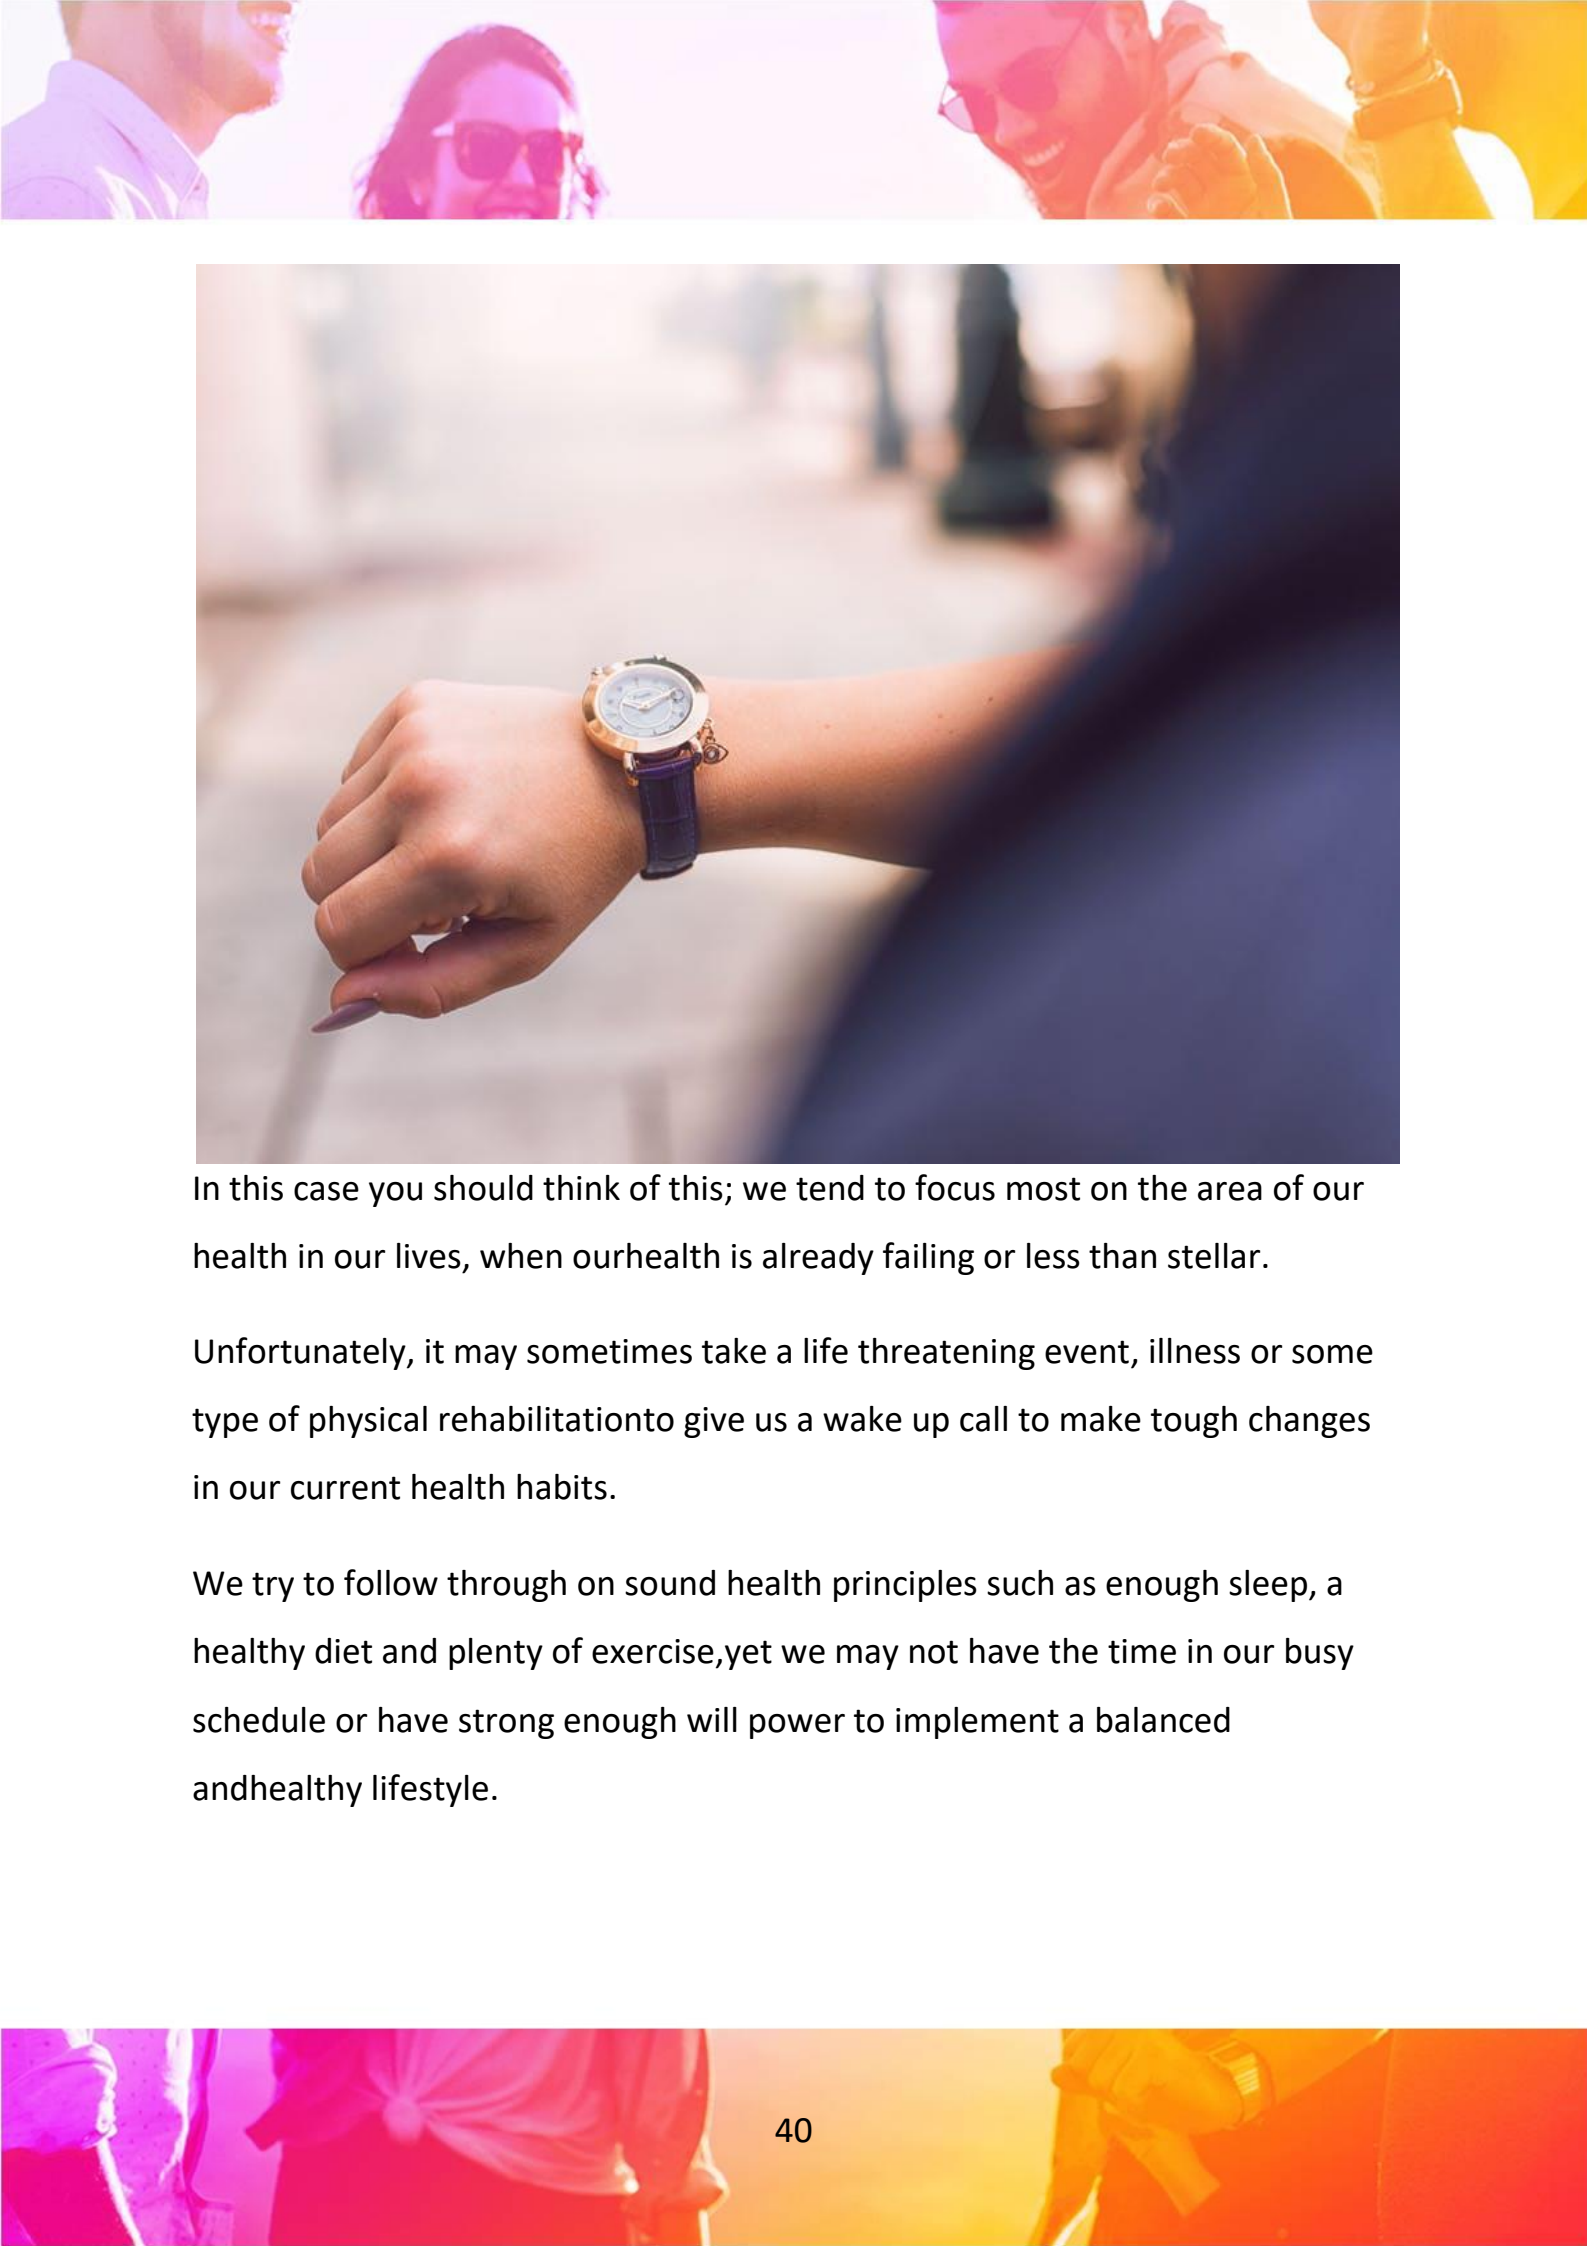 In this case you should think of this; we tend to focus most on the area of our
health in our lives, when ourhealth is already failing or less than stellar.
Unfortunately, it may sometimes take a life threatening event, illness or some
type of physical rehabilitationto give us a wake up call to make tough changes
in our current health habits.
We try to follow through on sound health principles such as enough sleep, a
healthy diet and plenty of exercise,yet we may not have the time in our busy
schedule or have strong enough will power to implement a balanced
andhealthy lifestyle.
40